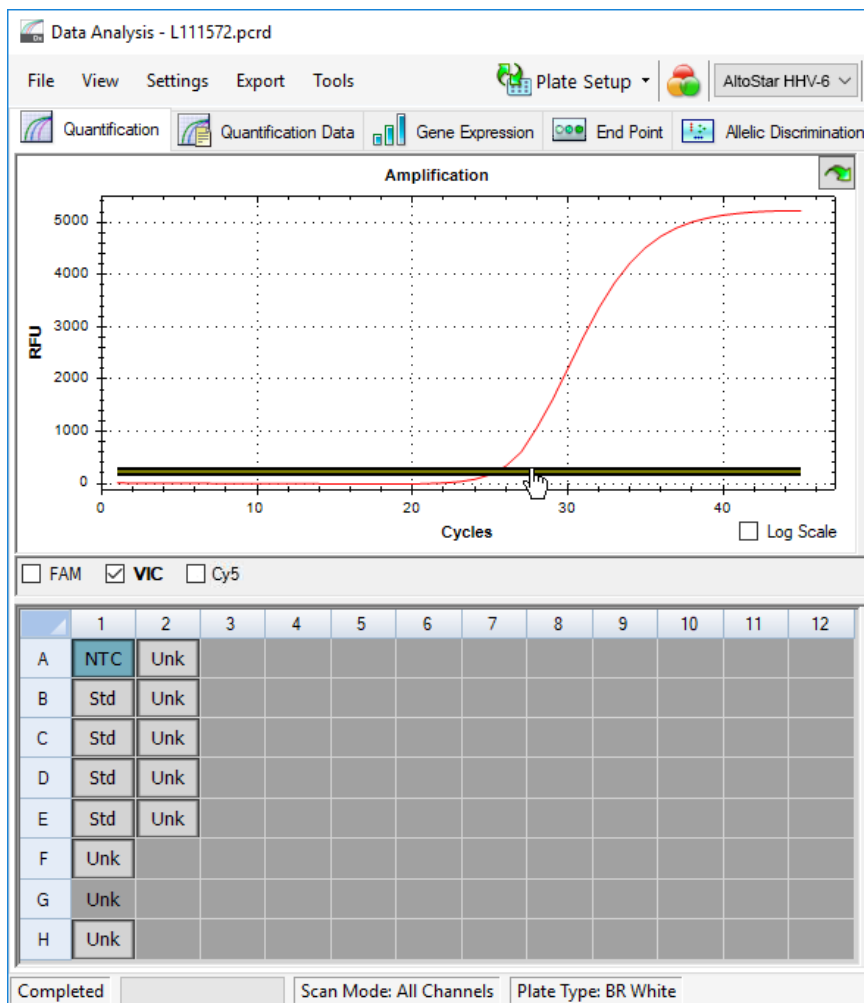 Data Analysis - L111572.pcrd
File View Settings Export Tools Plate Setup AltoStar HHV-6
Quantification Quantification Data Gene Expression End Point Allelic Discrimination
Amplification
5000
4000
3000
2000
1000
0
RFU
0 10 20 30 40
Cycles
Log Scale
FAM VIC Cy5
1 2 3 4 5 6 7 8 9 10 11 12
A NTC Unk
B Std Unk
C Std Unk
D Std Unk
E Std Unk
F Unk
G Unk
H Unk
Completed Scan Mode: All Channels Plate Type: BR White